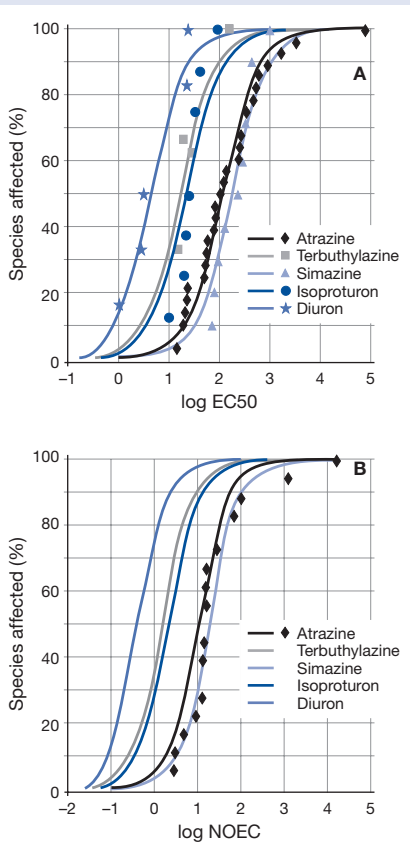 100
80
60
40
20
0
Species affected (%)
A
Atrazine
Terbuthylazine
Simazine
Isoproturon
Diuron
−1 0 1 2 3 4 5
log EC50
100
80
60
40
20
0
Species affected (%)
B
Atrazine
Terbuthylazine
Simazine
Isoproturon
Diuron
−2 −1 0 1 2 3 4 5
log NOEC